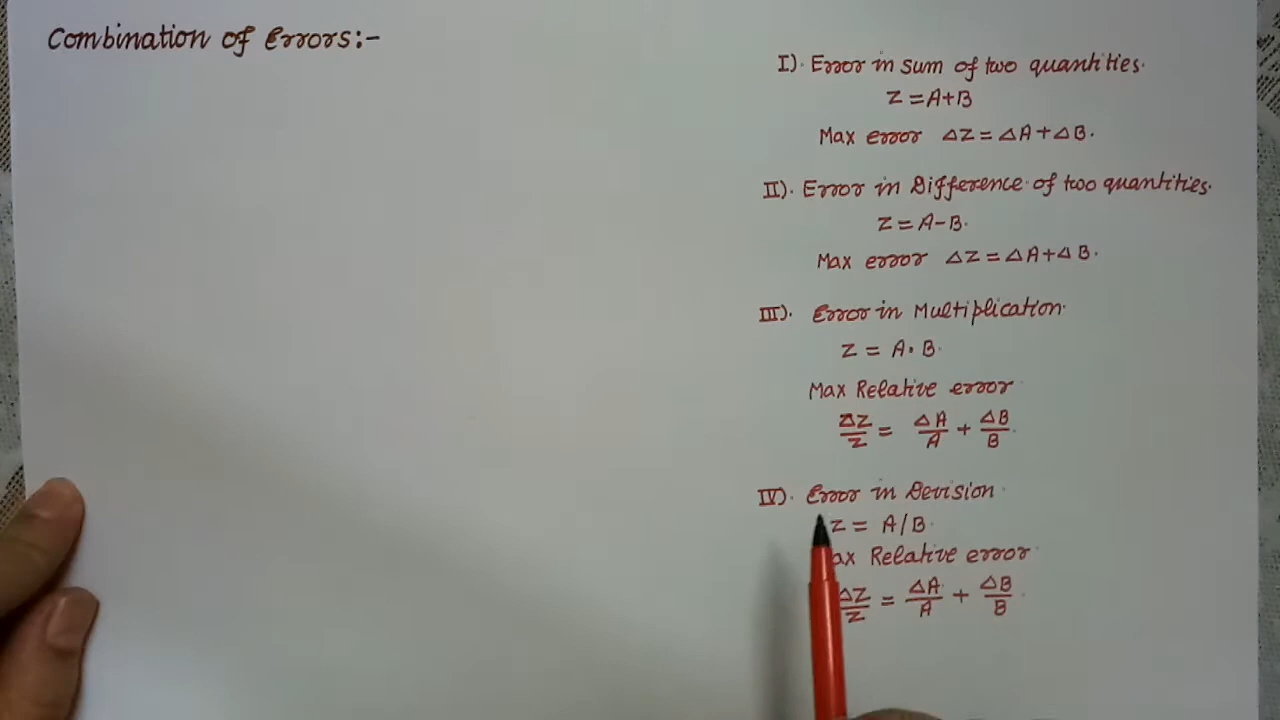 Combination of Errors:-
I). Error in sum of two quantities.
Z = A+B
Max error ΔZ = ΔA + ΔB.
II). Error in Difference of two quantities.
Z = A - B.
Max error ΔZ = ΔA + Δ B.
III). Error in Multiplication.
Z = A · B.
Max Relative error
ΔZ/Z = ΔA/A + ΔB/B.
IV). Error in Devision
Z = A/B.
ax Relative error
ΔZ/Z = ΔA/A + ΔB/B.